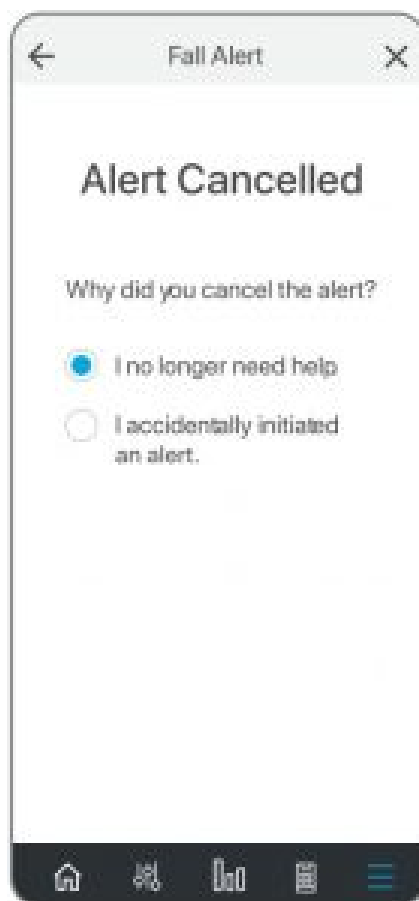 Fall Alert
Alert Cancelled
Why did you cancel the alert?
I no longer need help
I accidentally initiated
an alert.